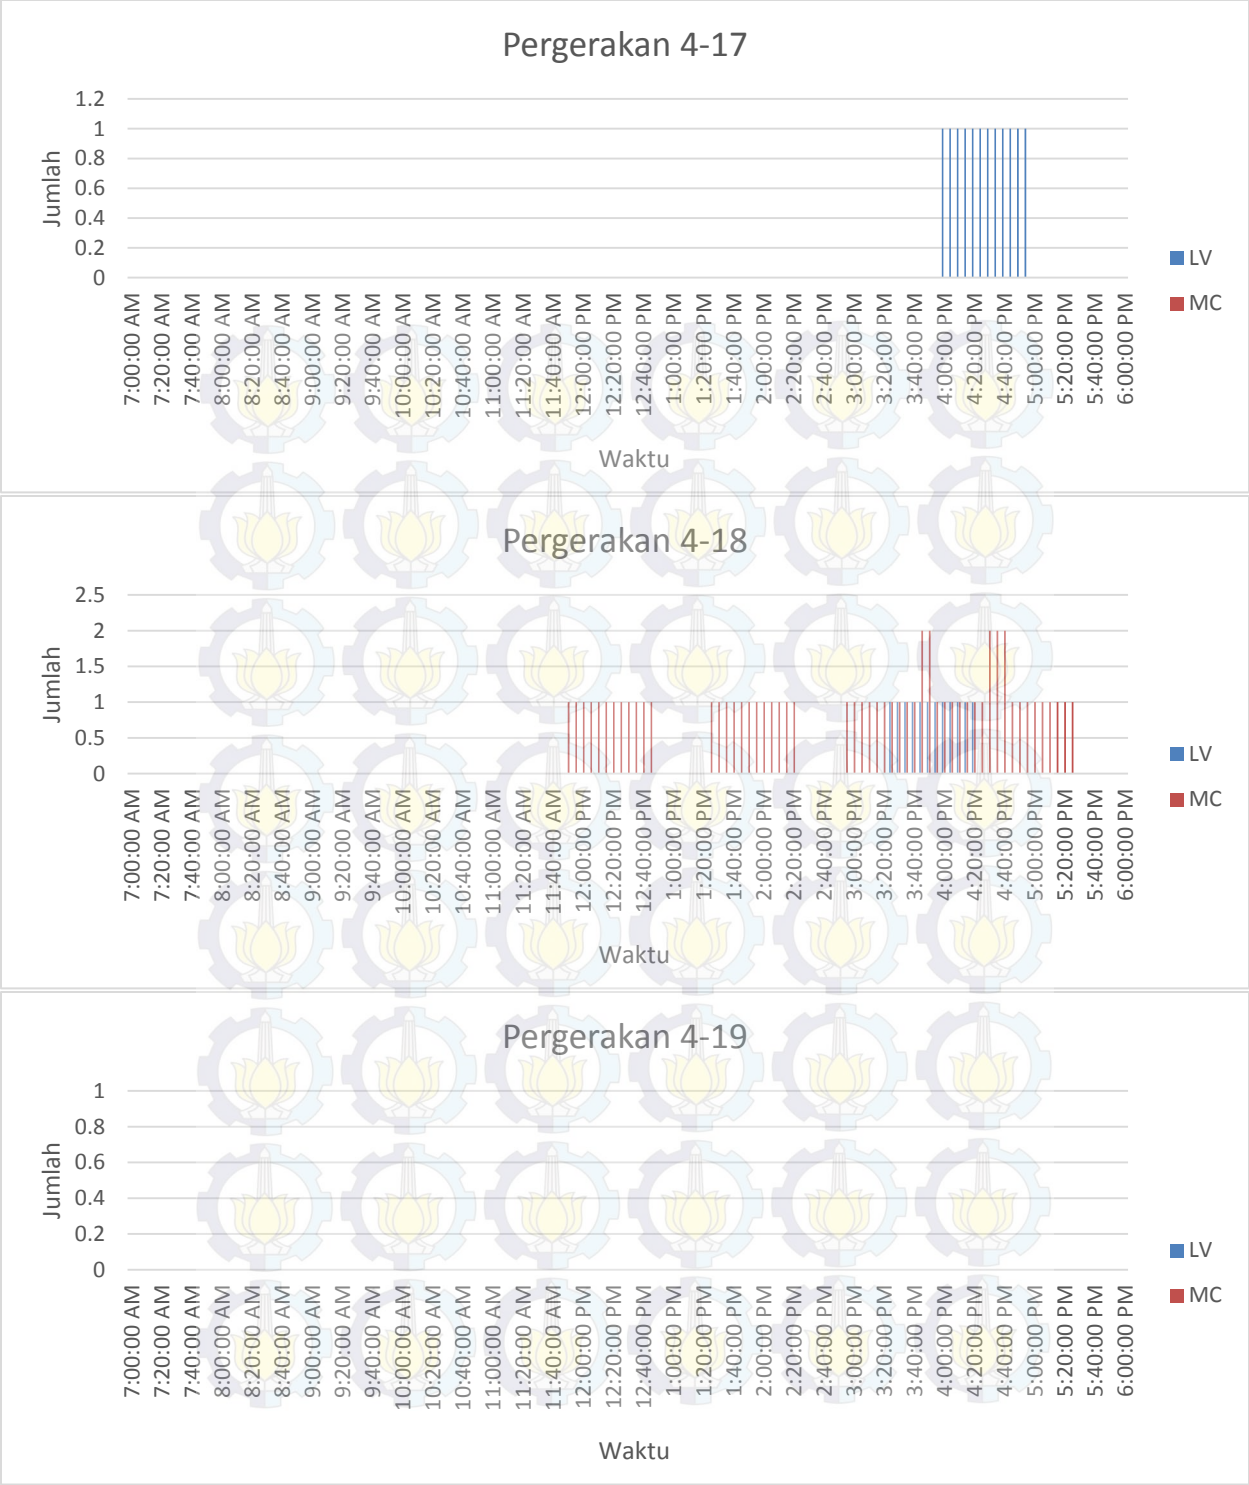 Pergerakan 4-17
1.2
1
0.8
0.6
0.4
0.2
0
Jumlah
7:00:00 AM
7:20:00 AM
7:40:00 AM
8:00:00 AM
8:20:00 AM
8:40:00 AM
9:00:00 AM
9:20:00 AM
9:40:00 AM
10:00:00 AM
10:20:00 AM
10:40:00 AM
11:00:00 AM
11:20:00 AM
11:40:00 AM
12:00:00 PM
12:20:00 PM
12:40:00 PM
1:00:00 PM
1:20:00 PM
1:40:00 PM
2:00:00 PM
2:20:00 PM
2:40:00 PM
3:00:00 PM
3:20:00 PM
3:40:00 PM
4:00:00 PM
4:20:00 PM
4:40:00 PM
5:00:00 PM
5:20:00 PM
5:40:00 PM
6:00:00 PM
Waktu
LV
MC
Pergerakan 4-18
2.5
2
1.5
1
0.5
0
Jumlah
7:00:00 AM
7:20:00 AM
7:40:00 AM
8:00:00 AM
8:20:00 AM
8:40:00 AM
9:00:00 AM
9:20:00 AM
9:40:00 AM
10:00:00 AM
10:20:00 AM
10:40:00 AM
11:00:00 AM
11:20:00 AM
11:40:00 AM
12:00:00 PM
12:20:00 PM
12:40:00 PM
1:00:00 PM
1:20:00 PM
1:40:00 PM
2:00:00 PM
2:20:00 PM
2:40:00 PM
3:00:00 PM
3:20:00 PM
3:40:00 PM
4:00:00 PM
4:20:00 PM
4:40:00 PM
5:00:00 PM
5:20:00 PM
5:40:00 PM
6:00:00 PM
Waktu
LV
MC
Pergerakan 4-19
1
0.8
0.6
0.4
0.2
0
Jumlah
7:00:00 AM
7:20:00 AM
7:40:00 AM
8:00:00 AM
8:20:00 AM
8:40:00 AM
9:00:00 AM
9:20:00 AM
9:40:00 AM
10:00:00 AM
10:20:00 AM
10:40:00 AM
11:00:00 AM
11:20:00 AM
11:40:00 AM
12:00:00 PM
12:20:00 PM
12:40:00 PM
1:00:00 PM
1:20:00 PM
1:40:00 PM
2:00:00 PM
2:20:00 PM
2:40:00 PM
3:00:00 PM
3:20:00 PM
3:40:00 PM
4:00:00 PM
4:20:00 PM
4:40:00 PM
5:00:00 PM
5:20:00 PM
5:40:00 PM
6:00:00 PM
Waktu
LV
MC